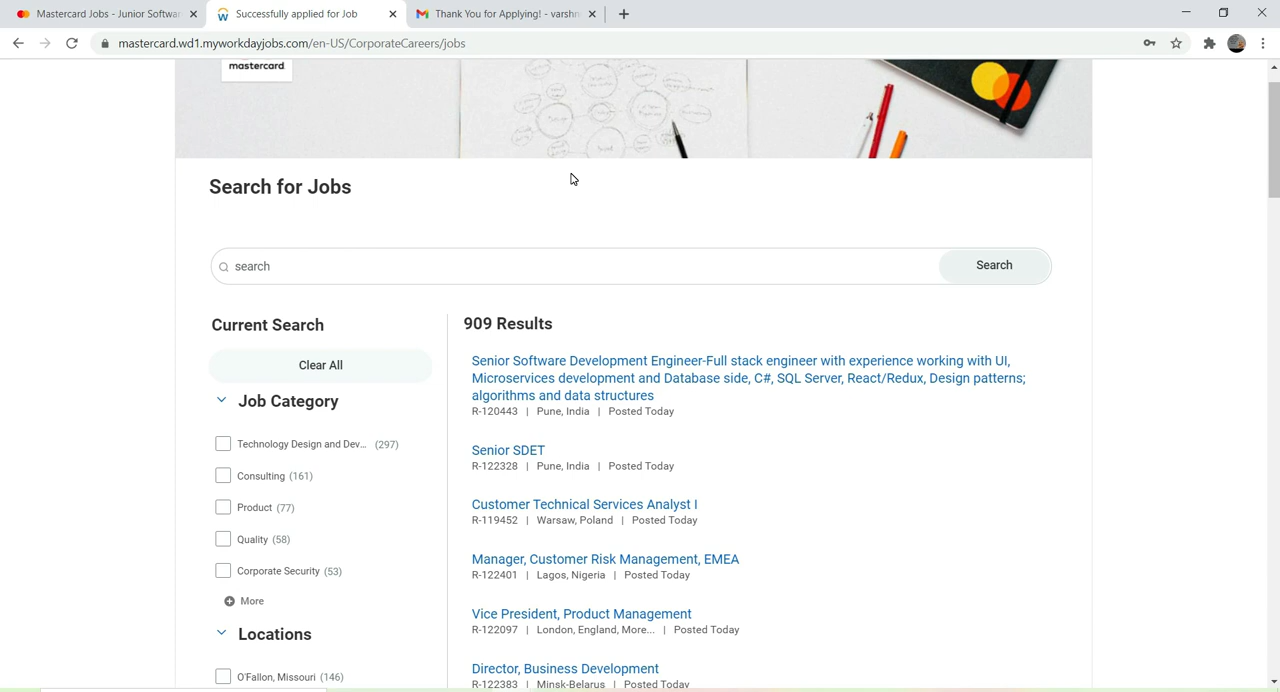 Mastercard Jobs - Junior Softwar
Successfully applied for Job
Thank You for Applying! - varshn
mastercard.wd1.myworkdayjobs.com/en-US/CorporateCareers/jobs
mastercard
Search for Jobs
search
Search
Current Search
Clear All
Job Category
Technology Design and Dev... (297)
Consulting (161)
Product (77)
Quality (58)
Corporate Security (53)
More
Locations
O'Fallon, Missouri (146)
909 Results
Senior Software Development Engineer-Full stack engineer with experience working with UI,
Microservices development and Database side, C#, SQL Server, React/Redux, Design patterns;
algorithms and data structures
R-120443 | Pune, India | Posted Today
Senior SDET
R-122328 | Pune, India | Posted Today
Customer Technical Services Analyst I
R-119452 | Warsaw, Poland | Posted Today
Manager, Customer Risk Management, EMEA
R-122401 | Lagos, Nigeria | Posted Today
Vice President, Product Management
R-122097 | London, England, More... | Posted Today
Director, Business Development
R-122383 | Minsk-Belarus | Posted Today